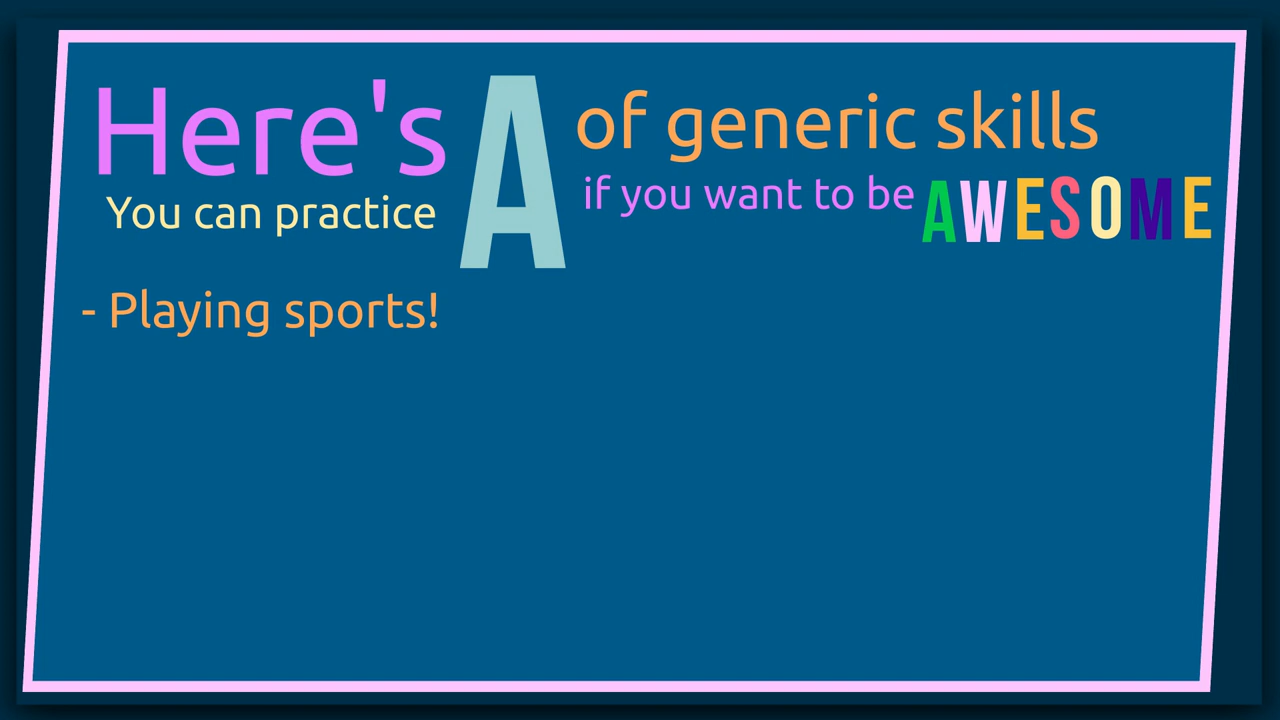 Here's A of generic skills
You can practice if you want to be AWESOME
- Playing sports!